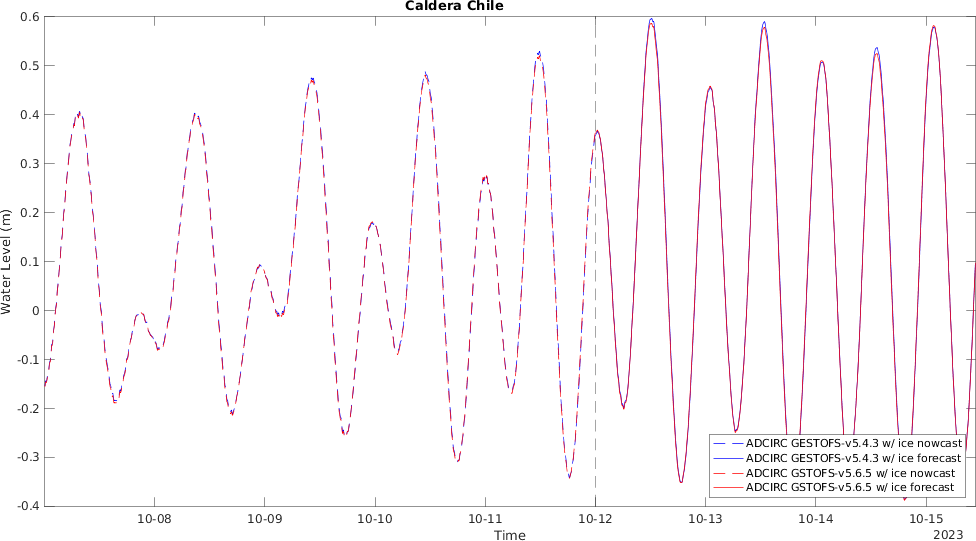 Caldera Chile
0.6
0.5
0.4
0.3
0.2
0.1
0
-0.1
-0.2
-0.3
-0.4
Water Level (m)
ADCIRC GESTOFS-v5.4.3 w/ ice nowcast
ADCIRC GESTOFS-v5.4.3 w/ ice forecast
ADCIRC GSTOFS-v5.6.5 w/ ice nowcast
ADCIRC GSTOFS-v5.6.5 w/ ice forecast
10-08 10-09 10-10 10-11 10-12 10-13 10-14 10-15
Time
2023